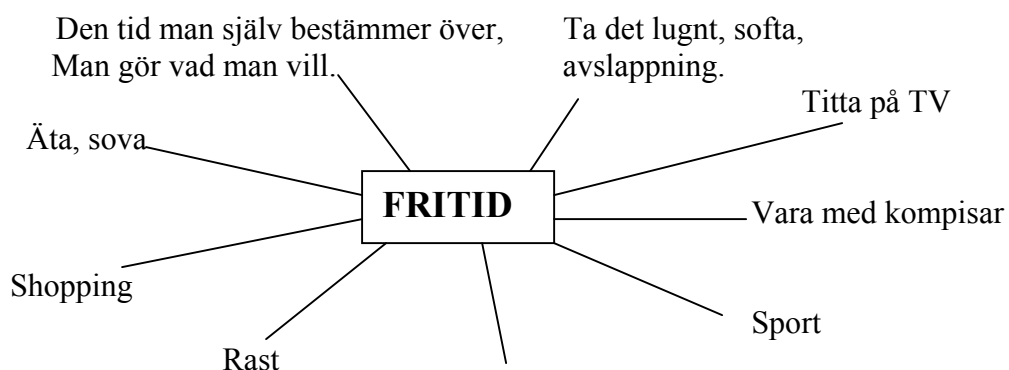 Den tid man själv bestämmer över,
Man gör vad man vill.
Ta det lugnt, softa,
avslappning.
Titta på TV
Äta, sova
FRITID
Vara med kompisar
Shopping
Sport
Rast